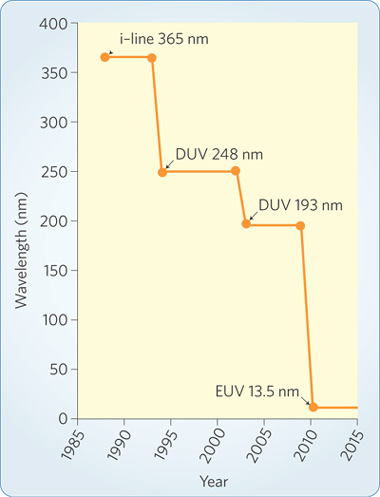 400
i-line 365 nm
350
300
250
DUV 248 nm
200
DUV 193 nm
150
100
50
EUV 13.5 nm
0
Wavelength (nm)
1985
1990
1995
2000
2005
2010
2015
Year